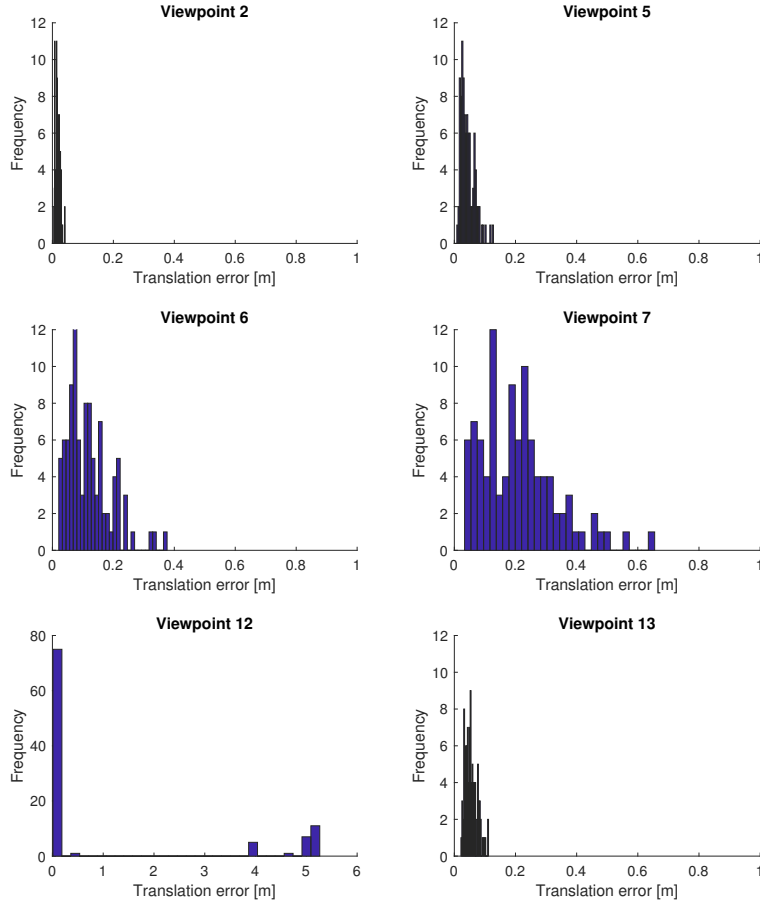 Viewpoint 2
12
10
8
6
4
2
0
Frequency
0 0.2 0.4 0.6 0.8 1
Translation error [m]
Viewpoint 5
12
10
8
6
4
2
0
Frequency
0 0.2 0.4 0.6 0.8 1
Translation error [m]
Viewpoint 6
12
10
8
6
4
2
0
Frequency
0 0.2 0.4 0.6 0.8 1
Translation error [m]
Viewpoint 7
12
10
8
6
4
2
0
Frequency
0 0.2 0.4 0.6 0.8 1
Translation error [m]
Viewpoint 12
80
60
40
20
0
Frequency
0 1 2 3 4 5 6
Translation error [m]
Viewpoint 13
12
10
8
6
4
2
0
Frequency
0 0.2 0.4 0.6 0.8 1
Translation error [m]